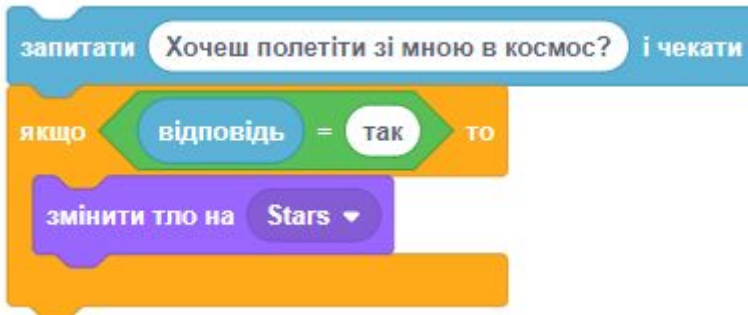 запитати Хочеш полетіти зі мною в космос? і чекати
якщо відповідь = так то
змінити тло на Stars